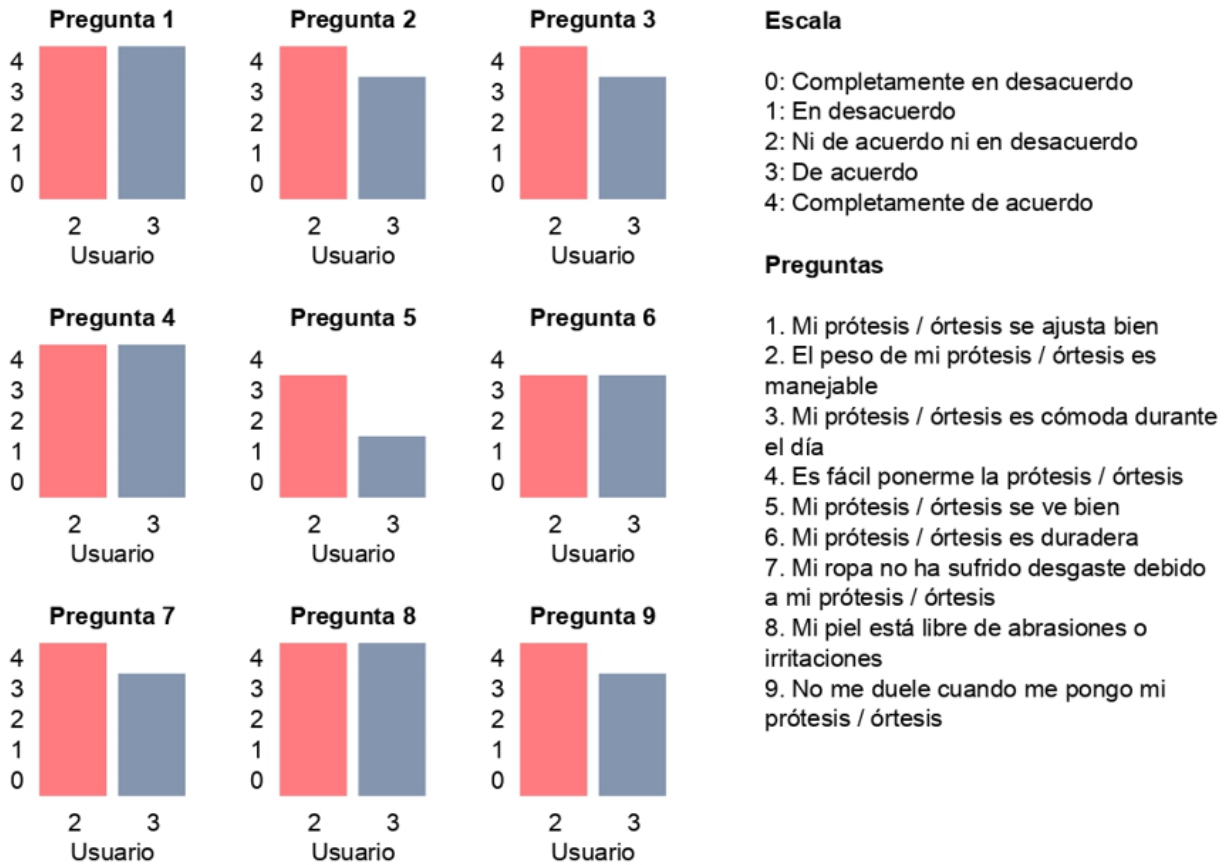 Pregunta 1
4
3
2
1
0
2 3
Usuario
Pregunta 2
4
3
2
1
0
2 3
Usuario
Pregunta 3
4
3
2
1
0
2 3
Usuario
Pregunta 4
4
3
2
1
0
2 3
Usuario
Pregunta 5
4
3
2
1
0
2 3
Usuario
Pregunta 6
4
3
2
1
0
2 3
Usuario
Pregunta 7
4
3
2
1
0
2 3
Usuario
Pregunta 8
4
3
2
1
0
2 3
Usuario
Pregunta 9
4
3
2
1
0
2 3
Usuario
Escala
0: Completamente en desacuerdo
1: En desacuerdo
2: Ni de acuerdo ni en desacuerdo
3: De acuerdo
4: Completamente de acuerdo
Preguntas
1. Mi prótesis / órtesis se ajusta bien
2. El peso de mi prótesis / órtesis es
manejable
3. Mi prótesis / órtesis es cómoda durante
el día
4. Es fácil ponerme la prótesis / órtesis
5. Mi prótesis / órtesis se ve bien
6. Mi prótesis / órtesis es duradera
7. Mi ropa no ha sufrido desgaste debido
a mi prótesis / órtesis
8. Mi piel está libre de abrasiones o
irritaciones
9. No me duele cuando me pongo mi
prótesis / órtesis